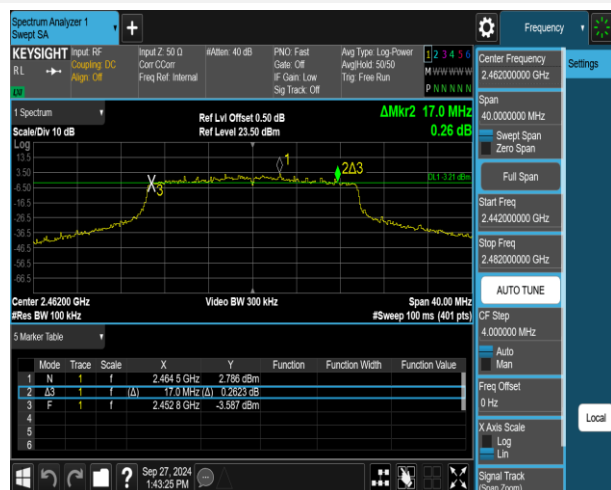 Spectrum Analyzer 1
Swept SA
Frequency
KEYSIGHT
RL
Input: RF
Coupling: DC
Align: Off
Input Z: 50 Ω
Corr CCorr
Freq Ref: Internal
#Atten: 40 dB
PNO: Fast
Gate: Off
IF Gain: Low
Sig Track: Off
Avg Type: Log-Power
Avg|Hold: 50/50
Trig: Free Run
1 2 3 4 5 6
M W W W W W
P N N N N N
1 Spectrum
Scale/Div 10 dB
Ref Lvl Offset 0.50 dB
Ref Level 23.50 dBm
ΔMkr2 17.0 MHz
0.26 dB
Log
13.5
3.50
-6.50
-16.5
-26.5
-36.5
-46.5
-56.5
-66.5
1
2Δ3
3
DL1 -3.21 dBm
Center 2.46200 GHz
#Res BW 100 kHz
Video BW 300 kHz
Span 40.00 MHz
#Sweep 100 ms (401 pts)
5 Marker Table
Mode Trace Scale X Y Function Function Width Function Value
1 N 1 f 2.464 5 GHz 2.786 dBm
2 Δ3 1 f (Δ) 17.0 MHz (Δ) 0.2623 dB
3 F 1 f 2.452 8 GHz -3.587 dBm
4
5
6
Sep 27, 2024
1:43:25 PM
Center Frequency
2.462000000 GHz
Span
40.0000000 MHz
Swept Span
Zero Span
Full Span
Start Freq
2.442000000 GHz
Stop Freq
2.482000000 GHz
AUTO TUNE
CF Step
4.000000 MHz
Auto
Man
Freq Offset
0 Hz
X Axis Scale
Log
Lin
Signal Track
(Span Zoom)
Settings
Local